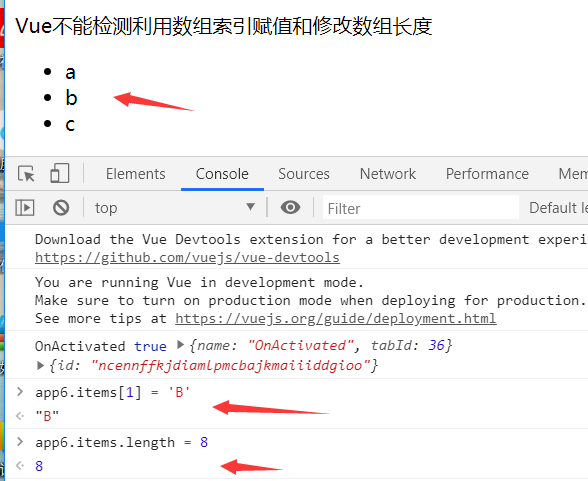 Vue不能检测利用数组索引赋值和修改数组长度
a
b
c
Elements Console Sources Network Performance Mem
top Filter Default le
Download the Vue Devtools extension for a better development experi
https://github.com/vuejs/vue-devtools
You are running Vue in development mode.
Make sure to turn on production mode when deploying for production.
See more tips at https://vuejs.org/guide/deployment.html
OnActivated true {name: "OnActivated", tabId: 36}
{id: "ncennffkjdiamlpmcbajkmaiiiddgioo"}
app6.items[1] = 'B'
"B"
app6.items.length = 8
8